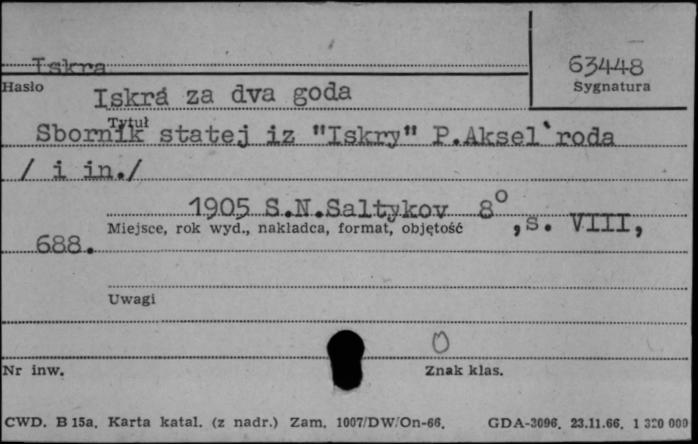 Iskra
63448
Hasło
Sygnatura
Iskrá za dva goda
Tytuł
Sbornik statej iz "Iskry" P.Aksel`roda
/ i in./
1905 S.N.Saltykov 8°
Miejsce, rok wyd., nakładca, format, objętość
,s. VIII,
688.
Uwagi
0
Nr inw.
Znak klas.
CWD. B 15a. Karta katal. (z nadr.) Zam. 1007/DW/On-66. GDA-3096. 23.11.66. 1 320 000